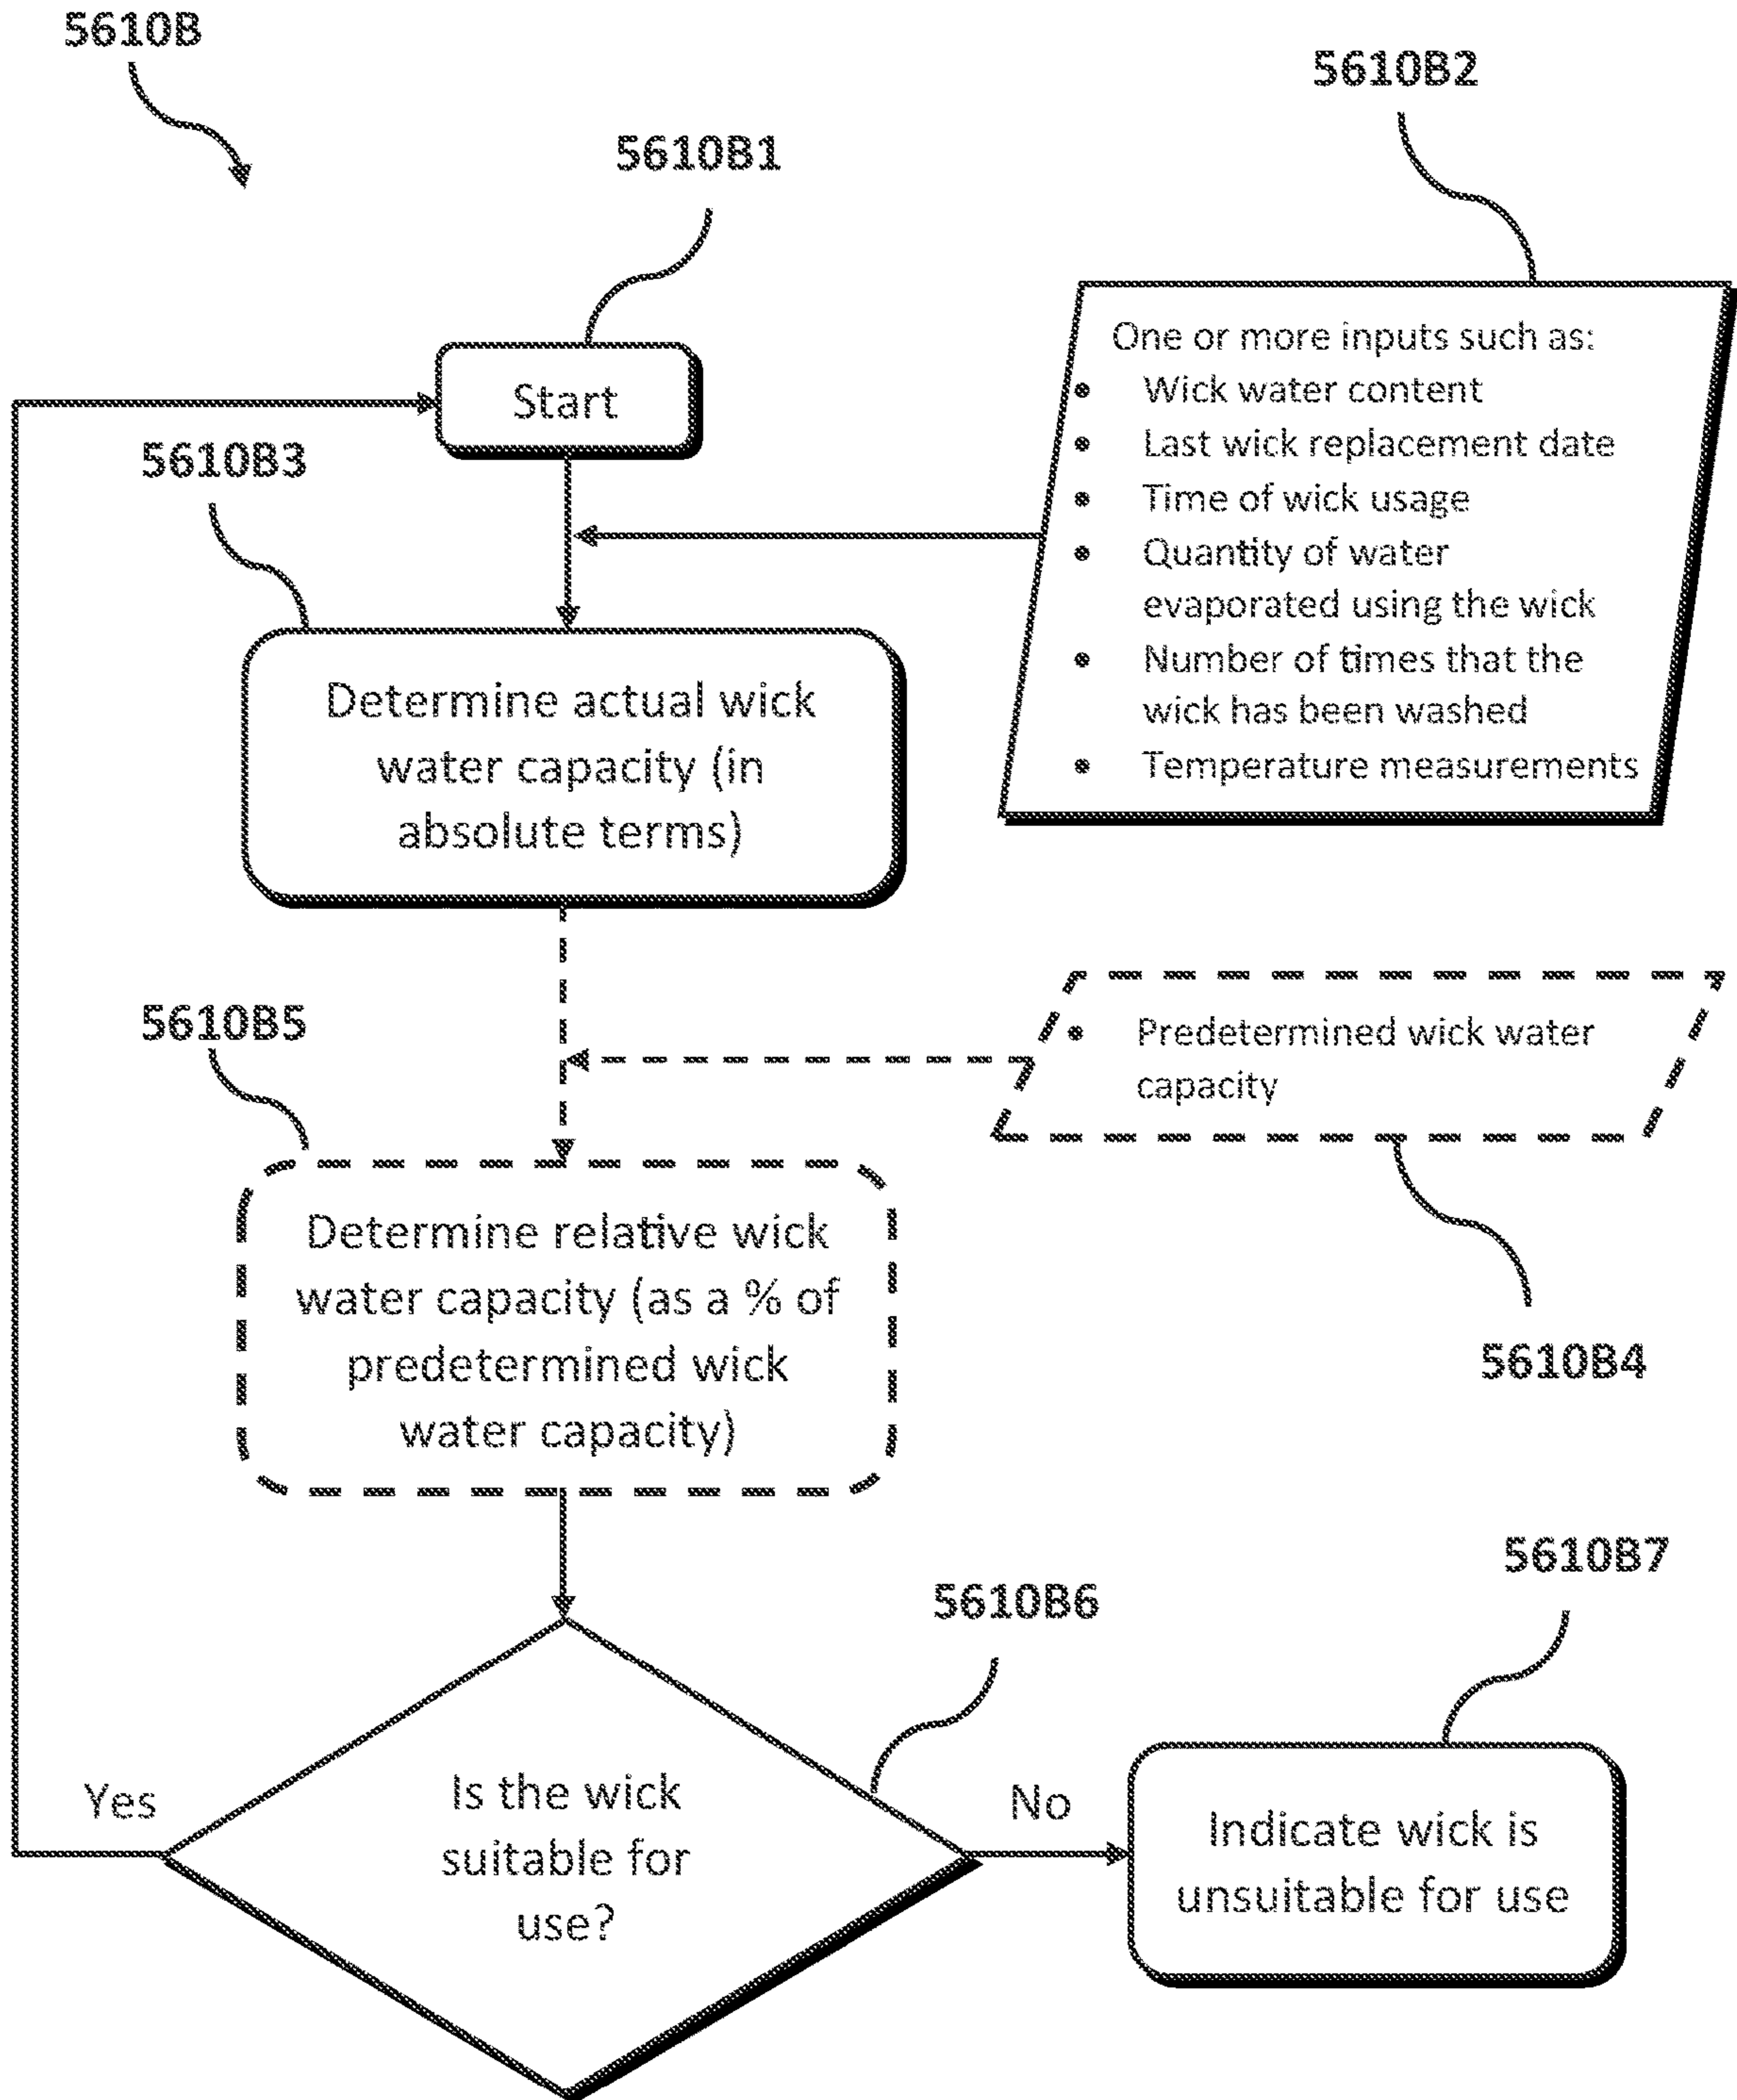 5610B
5610B2
5610B1
One or more inputs such as:
• Wick water content
• Last wick replacement date
• Time of wick usage
• Quantity of water
evaporated using the wick
• Number of times that the
wick has been washed
• Temperature measurements
Start
5610B3
Determine actual wick
water capacity (in
absolute terms)
5610B5
• Predetermined wick water
capacity
5610B4
Determine relative wick
water capacity (as a % of
predetermined wick
water capacity)
5610B6
5610B7
Yes
Is the wick
suitable for
use?
No
Indicate wick is
unsuitable for use